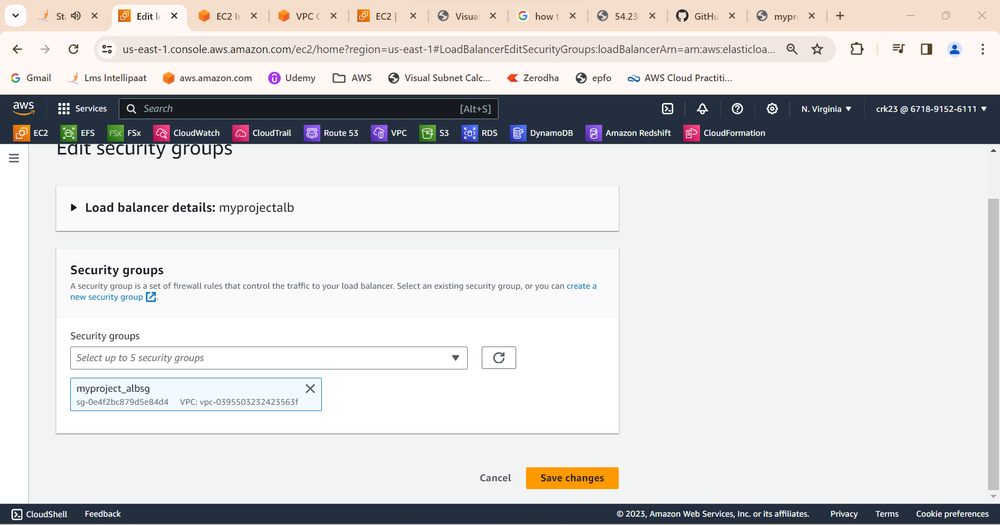 Sta
Edit lo
EC2 In
VPC C
EC2 |
Visual
how t
54.23
GitHu
mypro
us-east-1.console.aws.amazon.com/ec2/home?region=us-east-1#LoadBalancerEditSecurityGroups:loadBalancerArn=arn:aws:elasticloa...
Gmail
Lms Intellipaat
aws.amazon.com
Udemy
AWS
Visual Subnet Calc...
Zerodha
epfo
AWS Cloud Practiti...
aws
Services
Search
[Alt+S]
N. Virginia
crk23 @ 6718-9152-6111
EC2
EFS
FSx
FSx
CloudWatch
CloudTrail
53
Route 53
VPC
S3
RDS
DynamoDB
Amazon Redshift
CloudFormation
Edit security groups
Load balancer details: myprojectalb
Security groups
A security group is a set of firewall rules that control the traffic to your load balancer. Select an existing security group, or you can create a
new security group .
Security groups
Select up to 5 security groups
myproject_albsg
sg-0e4f2bc879d5e84d4 VPC: vpc-0395503232423563f
Cancel
Save changes
CloudShell
Feedback
© 2023, Amazon Web Services, Inc. or its affiliates.
Privacy
Terms
Cookie preferences